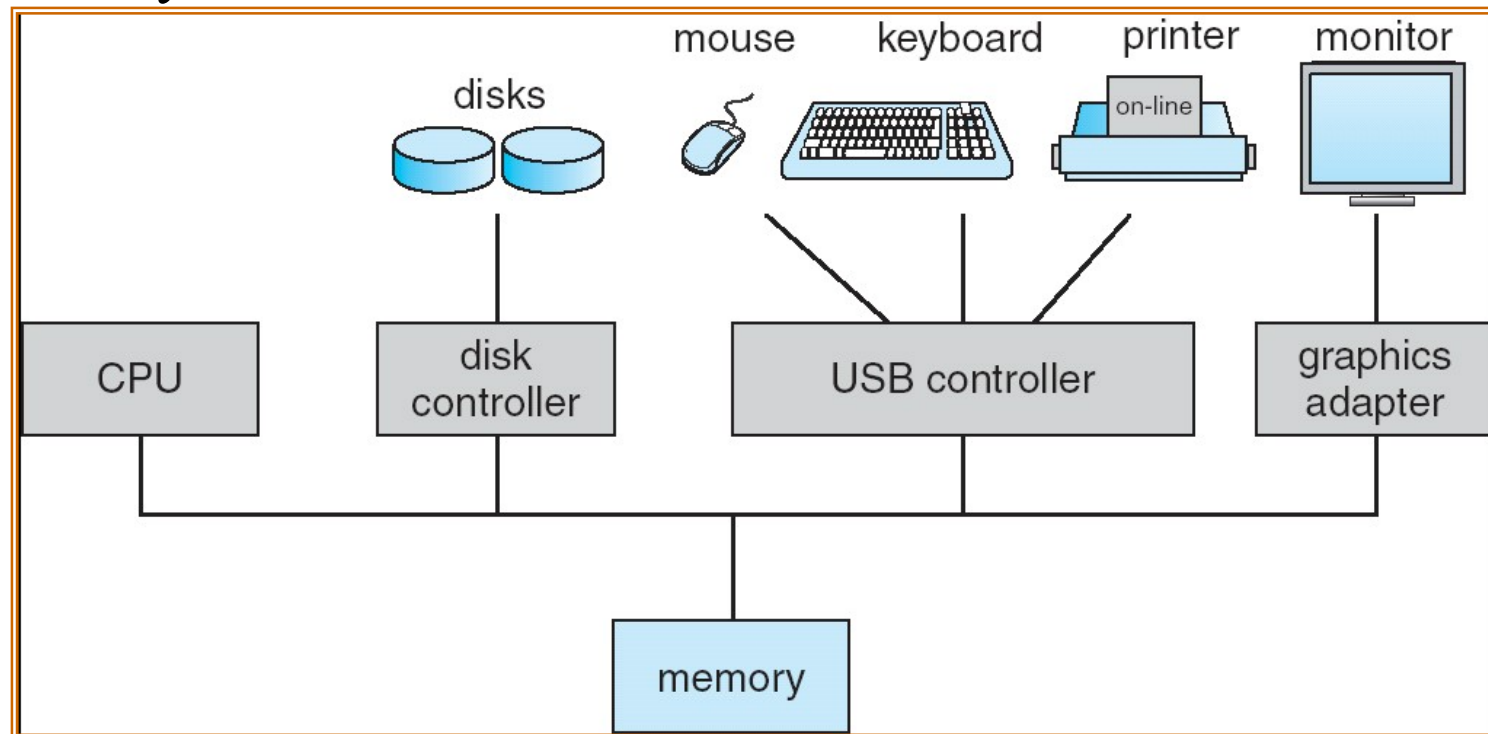 mouse keyboard printer monitor
disks
on-line
CPU
disk
controller
USB controller
graphics
adapter
memory